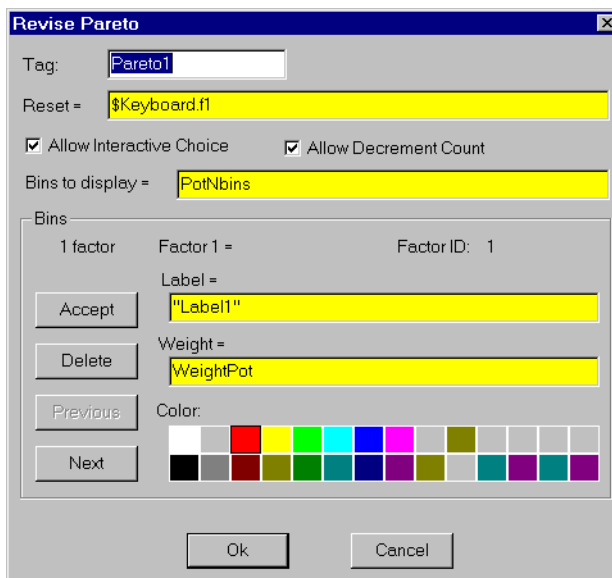 Revise Pareto
Tag: Pareto1
Reset = $Keyboard.f1
Allow Interactive Choice Allow Decrement Count
Bins to display = PotNbins
Bins
1 factor Factor 1 = Factor ID: 1
Label =
Accept "Label1"
Delete Weight =
WeightPot
Previous Color:
Next
Ok Cancel